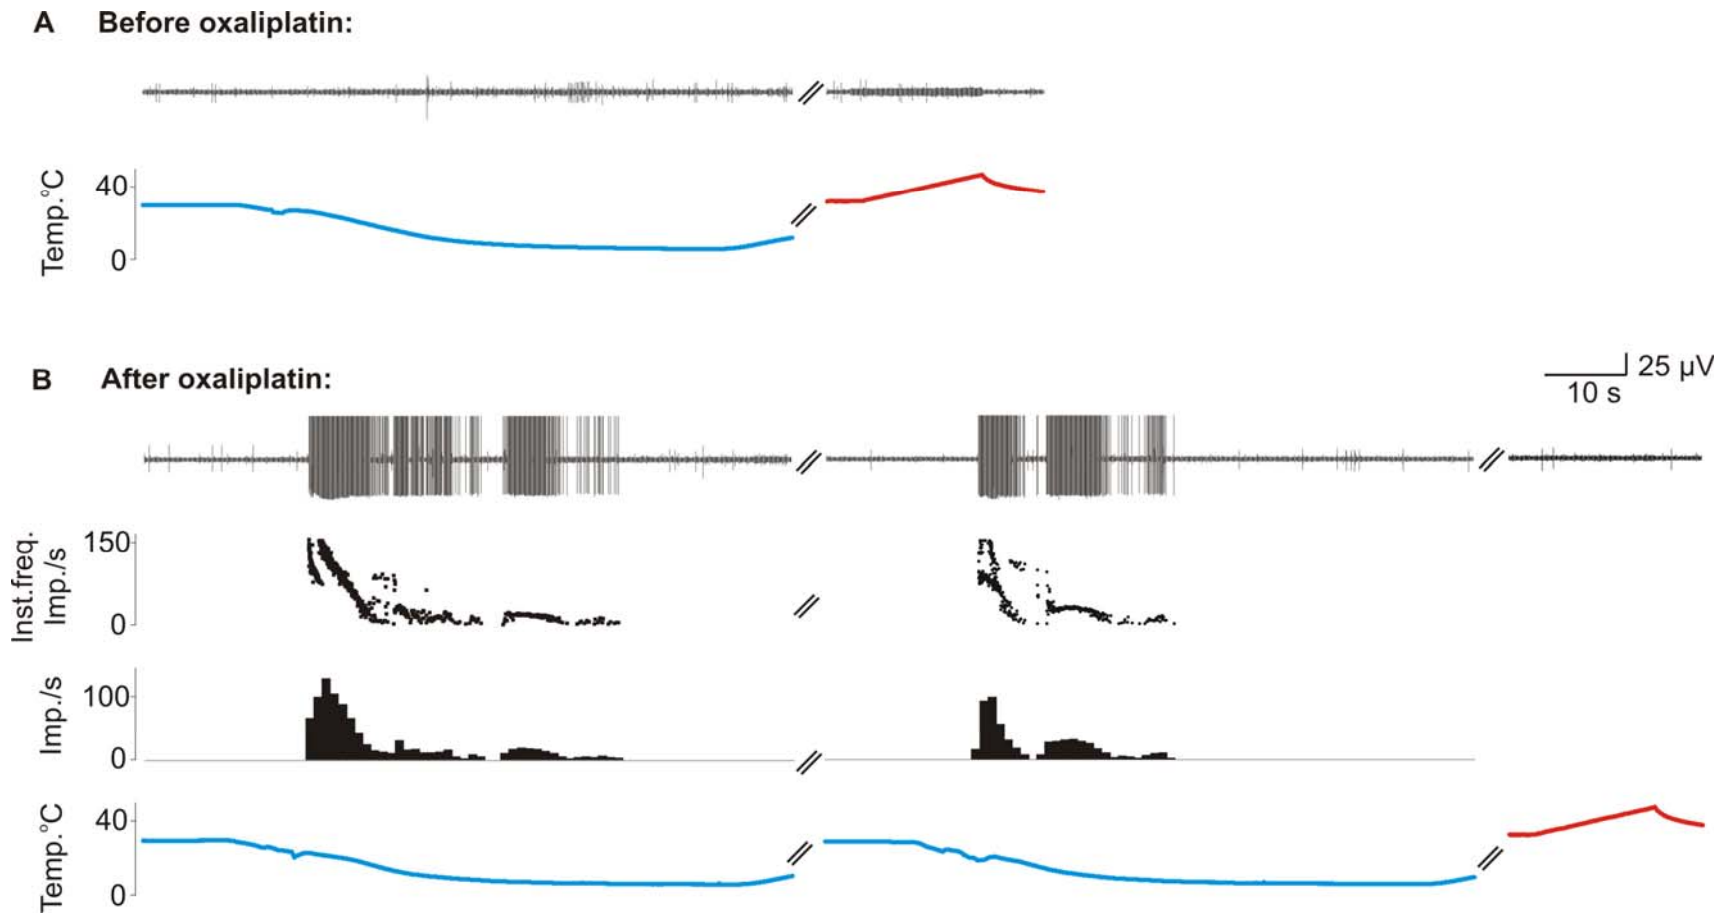 A Before oxaliplatin:
Temp.°C
40
0
B After oxaliplatin:
25 µV
10 s
Inst.freq.
Imp./s
150
0
Imp./s
100
0
Temp.°C
40
0